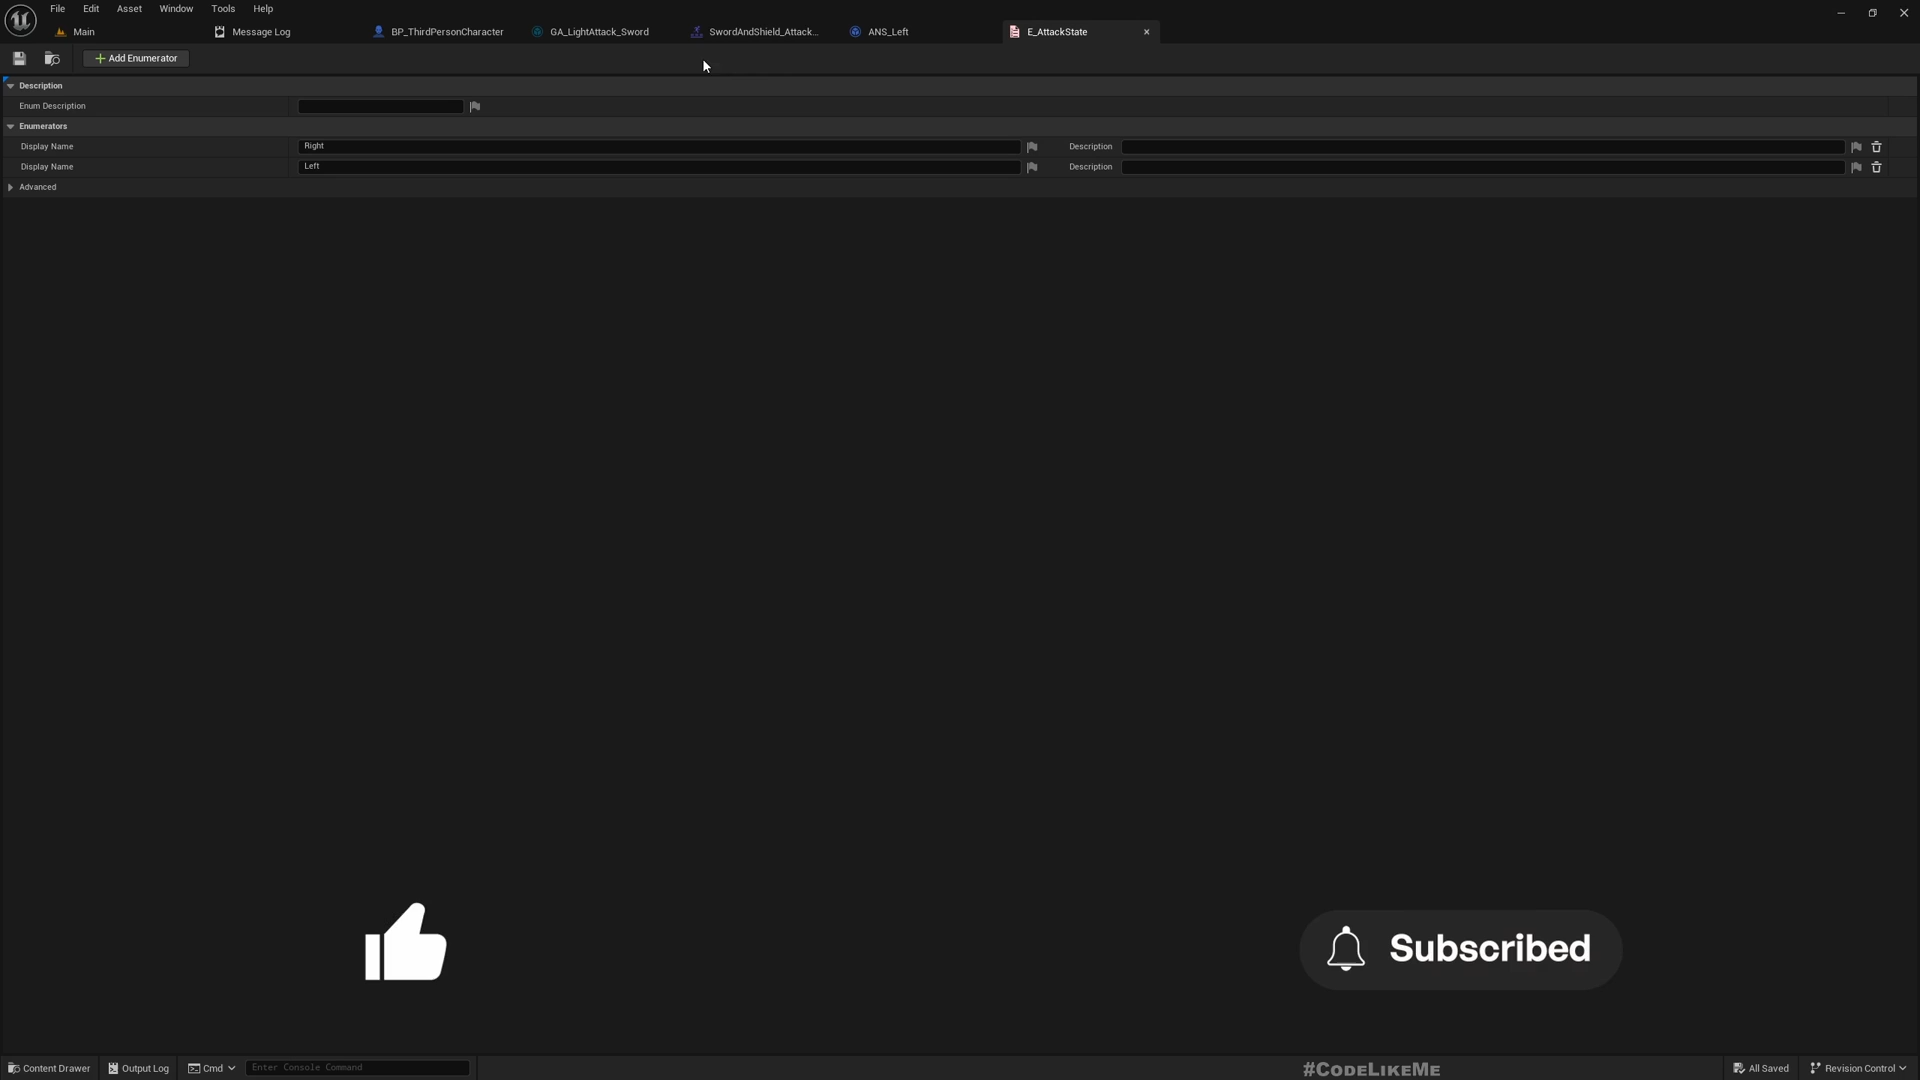 File Edit Asset Window Tools Help
Main Message Log BP_ThirdPersonCharacter GA_LightAttack_Sword SwordAndShield_Attack... ANS_Left E_AttackState
Add Enumerator
Description
Enum Description
Enumerators
Display Name Right Description
Display Name Left Description
Advanced
Subscribed
Content Drawer Output Log Cmd Enter Console Command #CodeLikeMe All Saved Revision Control